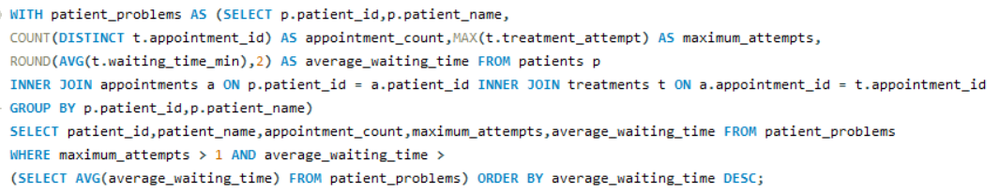 WITH patient_problems AS (SELECT p.patient_id,p.patient_name,
COUNT(DISTINCT t.appointment_id) AS appointment_count,MAX(t.treatment_attempt) AS maximum_attempts,
ROUND(AVG(t.waiting_time_min),2) AS average_waiting_time FROM patients p
INNER JOIN appointments a ON p.patient_id = a.patient_id INNER JOIN treatments t ON a.appointment_id = t.appointment_id
GROUP BY p.patient_id,p.patient_name)
SELECT patient_id,patient_name,appointment_count,maximum_attempts,average_waiting_time FROM patient_problems
WHERE maximum_attempts > 1 AND average_waiting_time >
(SELECT AVG(average_waiting_time) FROM patient_problems) ORDER BY average_waiting_time DESC;